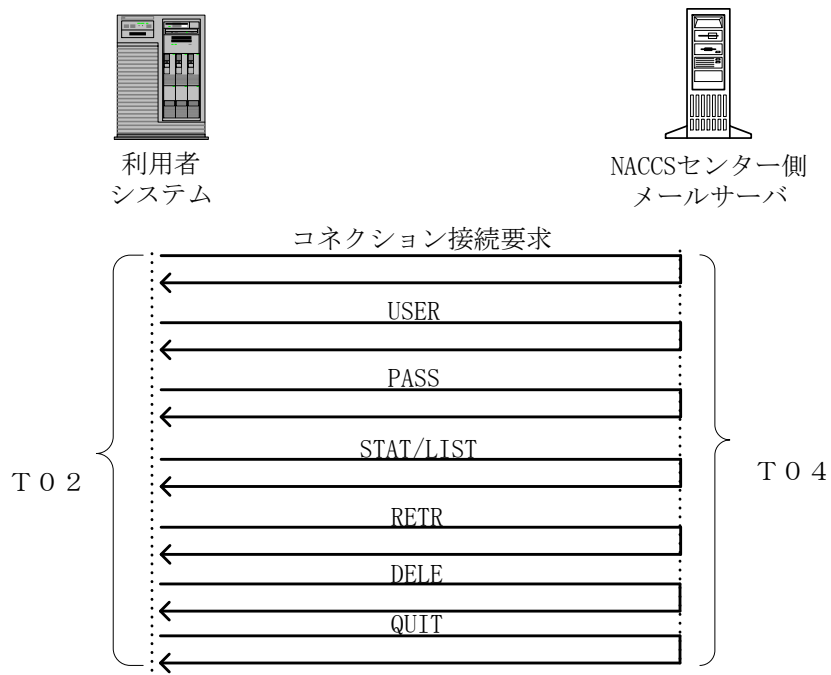 利用者
システム
NACCSセンター側
メールサーバ
コネクション接続要求
USER
PASS
STAT/LIST
T02
T04
RETR
DELE
QUIT